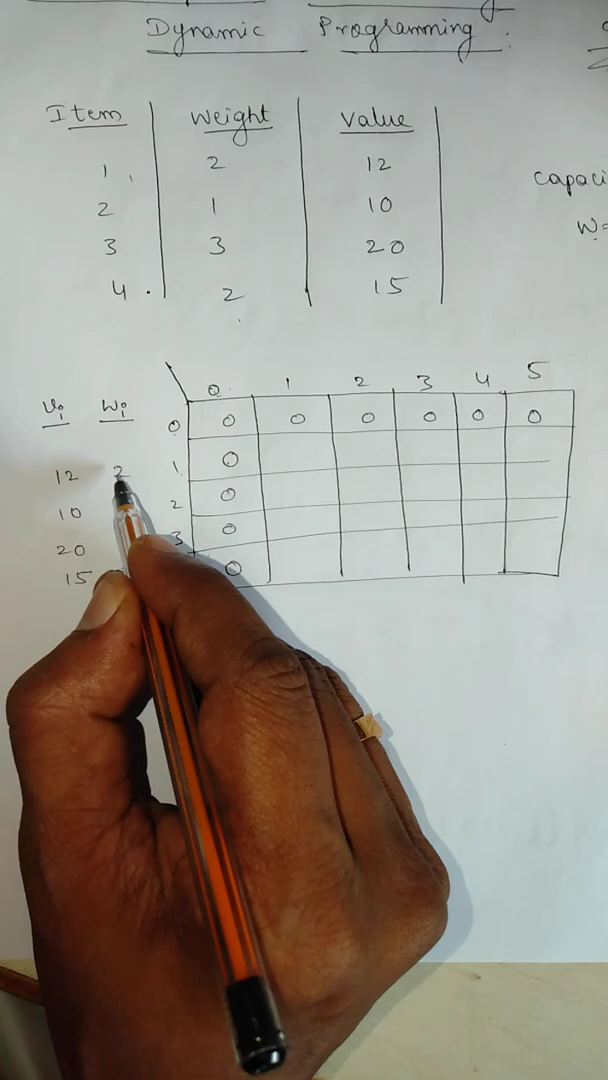 Dynamic Programming.
Item Weight Value
1 2 12
2 1 10
3 3 20
4 2 15
W=
0 1 2 3 4 5
Vi Wi
0 0 0 0 0 0 0
12 2 1 0
10 2 0
20 3 0
15 0